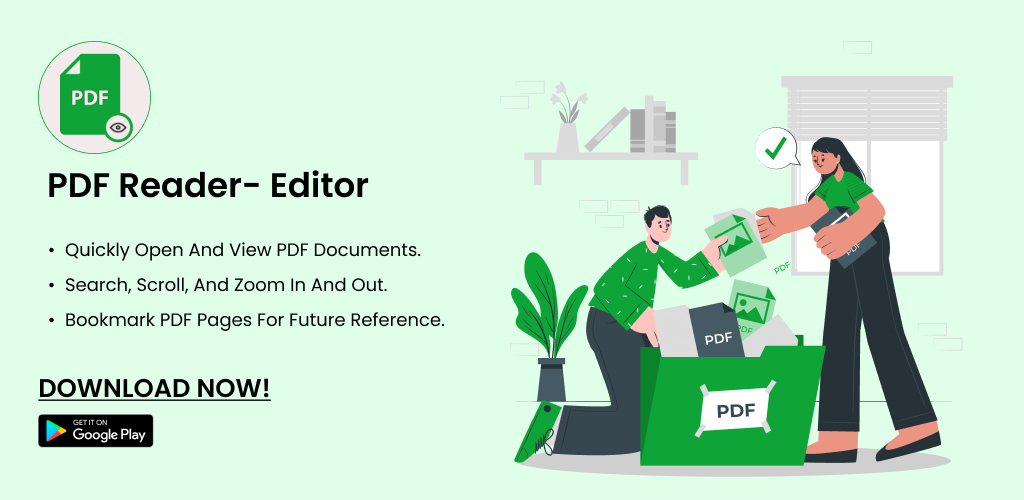 PDF
PDF Reader- Editor
• Quickly Open And View PDF Documents.
• Search, Scroll, And Zoom In And Out.
• Bookmark PDF Pages For Future Reference.
DOWNLOAD NOW!
GET IT ON
Google Play
PDF
PDF
PDF
PDF
PDF